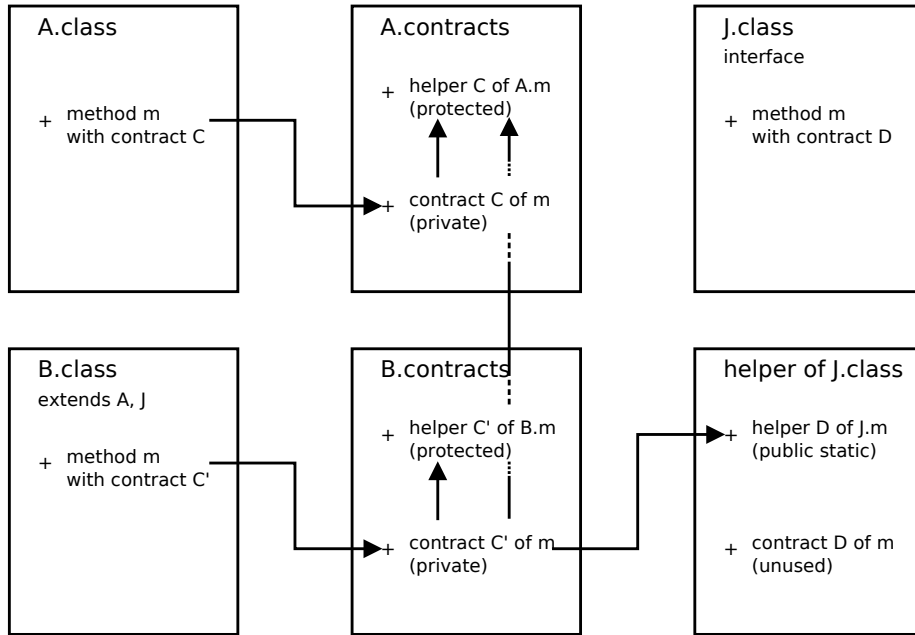 A.class
+ method m
with contract C
A.contracts
+ helper C of A.m
(protected)
+ contract C of m
(private)
J.class
interface
+ method m
with contract D
B.class
extends A, J
+ method m
with contract C'
B.contracts
+ helper C' of B.m
(protected)
+ contract C' of m
(private)
helper of J.class
+ helper D of J.m
(public static)
+ contract D of m
(unused)